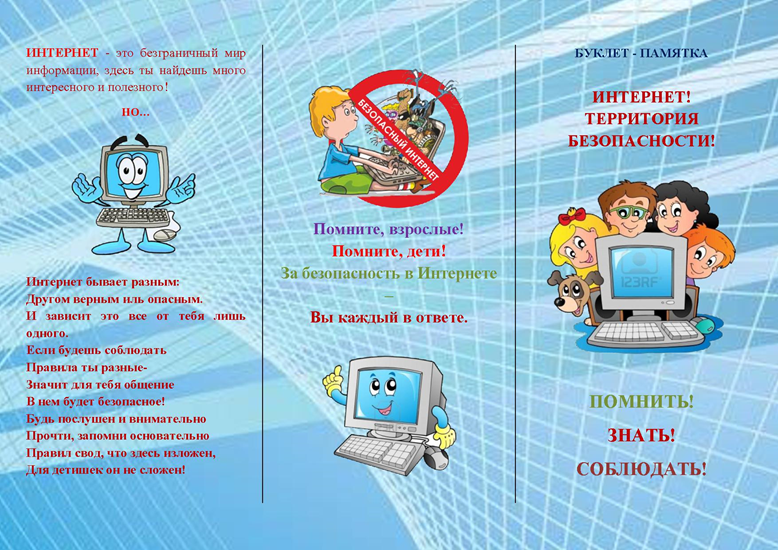 ИНТЕРНЕТ - это безграничный мир
информации, здесь ты найдешь много
интересного и полезного!
НО…
Интернет бывает разным:
Другом верным иль опасным.
И зависит это все от тебя лишь
одного.
Если будешь соблюдать
Правила ты разные-
Значит для тебя общение
В нем будет безопасное!
Будь послушен и внимательно
Прочти, запомни основательно
Правил свод, что здесь изложен,
Для детишек он не сложен!
БЕЗОПАСНЫЙ ИНТЕРНЕТ
Помните, взрослые!
Помните, дети!
За безопасность в Интернете
–
Вы каждый в ответе.
БУКЛЕТ - ПАМЯТКА
ИНТЕРНЕТ!
ТЕРРИТОРИЯ
БЕЗОПАСНОСТИ!
123RF
ПОМНИТЬ!
ЗНАТЬ!
СОБЛЮДАТЬ!